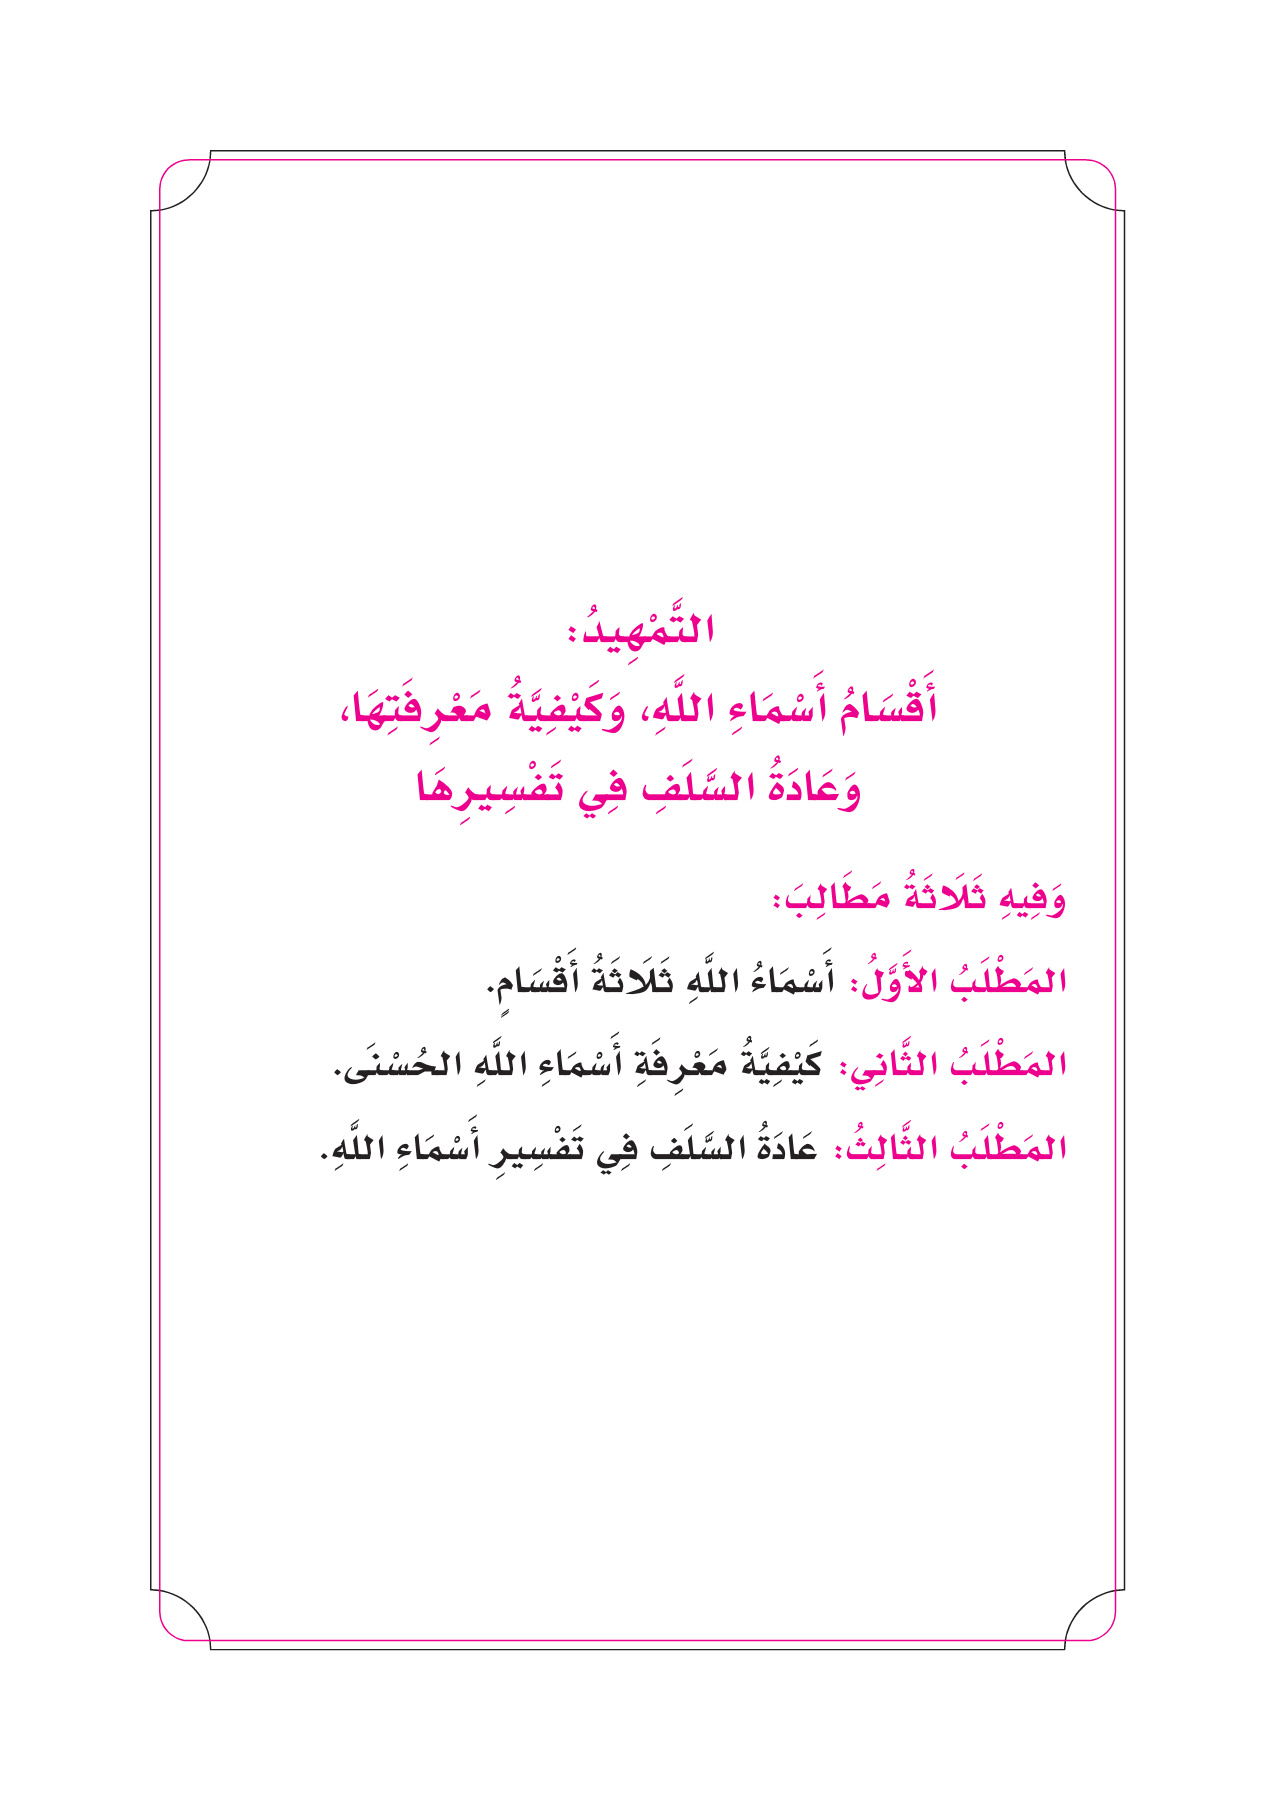 التَّمْهِيدُ:
أَقْسَامُ أَسْمَاءِ اللَّهِ، وَكَيْفِيَّةُ مَعْرِفَتِهَا،
وَعَادَةُ السَّلَفِ فِي تَفْسِيرِهَا
وَفِيهِ ثَلَاثَةُ مَطَالِبَ:
المَطْلَبُ الأَوَّلُ: أَسْمَاءُ اللَّهِ ثَلَاثَةُ أَقْسَامٍ.
المَطْلَبُ الثَّانِي: كَيْفِيَّةُ مَعْرِفَةِ أَسْمَاءِ اللَّهِ الحُسْنَى.
المَطْلَبُ الثَّالِثُ: عَادَةُ السَّلَفِ فِي تَفْسِيرِ أَسْمَاءِ اللَّهِ.